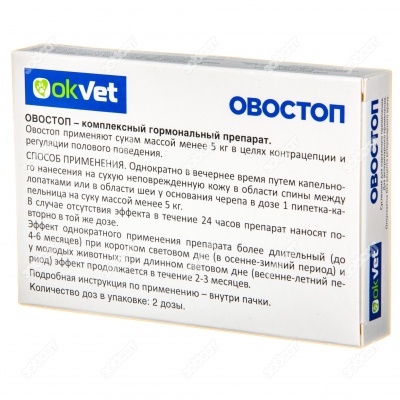 okVet
ОВОСТОП
ОВОСТОП – комплексный гормональный препарат.
Овостоп применяют сукам массой менее 5 кг в целях контрацепции и
регуляции полового поведения.
СПОСОБ ПРИМЕНЕНИЯ. Однократно в вечернее время путем капель-
ного нанесения на сухую неповрежденную кожу в области спины между
лопатками или в области шеи у основания черепа в дозе 1 пипетка-ка-
пельница на суку массой менее 5 кг.
В случае отсутствия эффекта в течение 24 часов препарат наносят по-
вторно в той же дозе.
Эффект однократного применения препарата более длительный (до
4-6 месяцев) при коротком световом дне (в осенне-зимний период) и
у молодых животных; при длинном световом дне (весенне-летний пе-
риод) эффект продолжается в течение 2-3 месяцев.
Подробная инструкция по применению – внутри пачки.
Количество доз в упаковке: 2 дозы.
ОВОСТОП
okVet